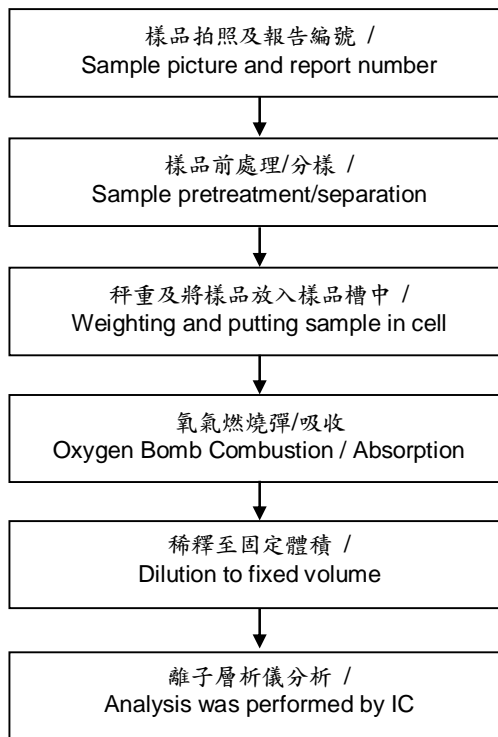 樣品拍照及報告編號 /
Sample picture and report number
樣品前處理/分樣 /
Sample pretreatment/separation
秤重及將樣品放入樣品槽中 /
Weighting and putting sample in cell
氧氣燃燒彈/吸收
Oxygen Bomb Combustion / Absorption
稀釋至固定體積 /
Dilution to fixed volume
離子層析儀分析 /
Analysis was performed by IC